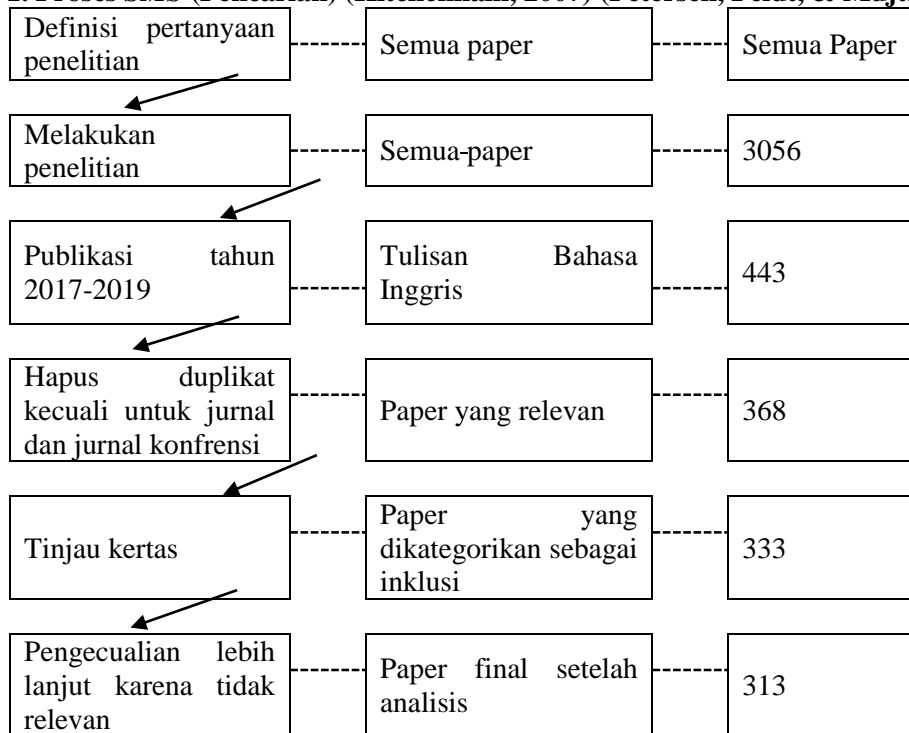 Definisi pertanyaan
penelitian
Semua paper
Semua Paper
Melakukan
penelitian
Semua-paper
3056
Publikasi tahun
2017-2019
Tulisan Bahasa
Inggris
443
Hapus duplikat
kecuali untuk jurnal
dan jurnal konfrensi
Paper yang relevan
368
Tinjau kertas
Paper yang
dikategorikan sebagai
inklusi
333
Pengecualian lebih
lanjut karena tidak
relevan
Paper final setelah
analisis
313